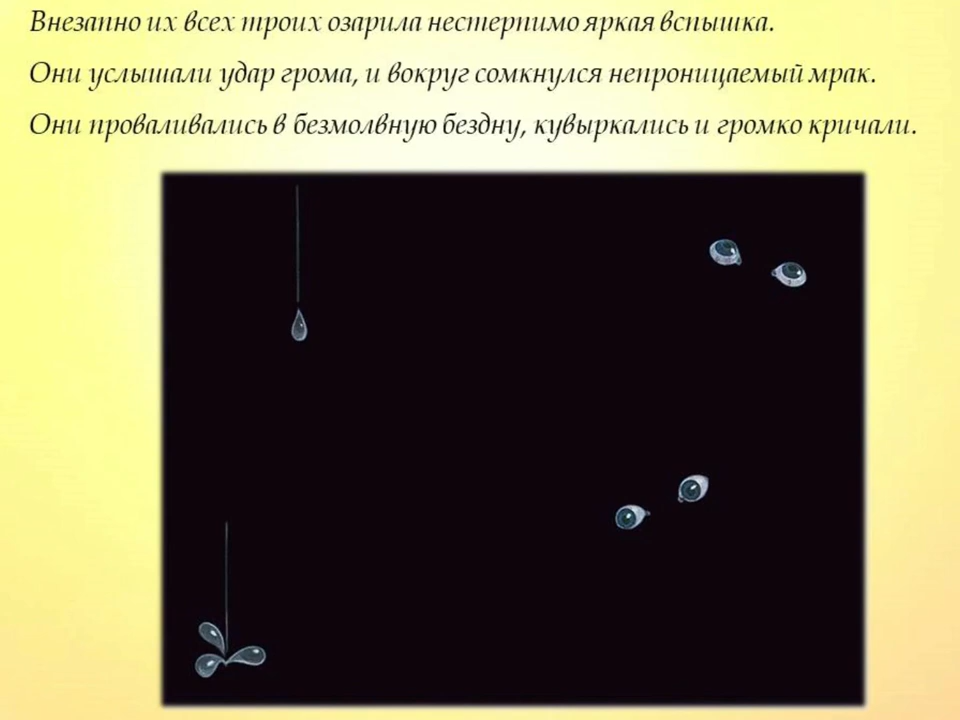 Внезапно их всех троих озарила нестерпимо яркая вспышка.
Они услышали удар грома, и вокруг сомкнулся непроницаемый мрак.
Они проваливались в безмолвную бездну, кувыркались и громко кричали.